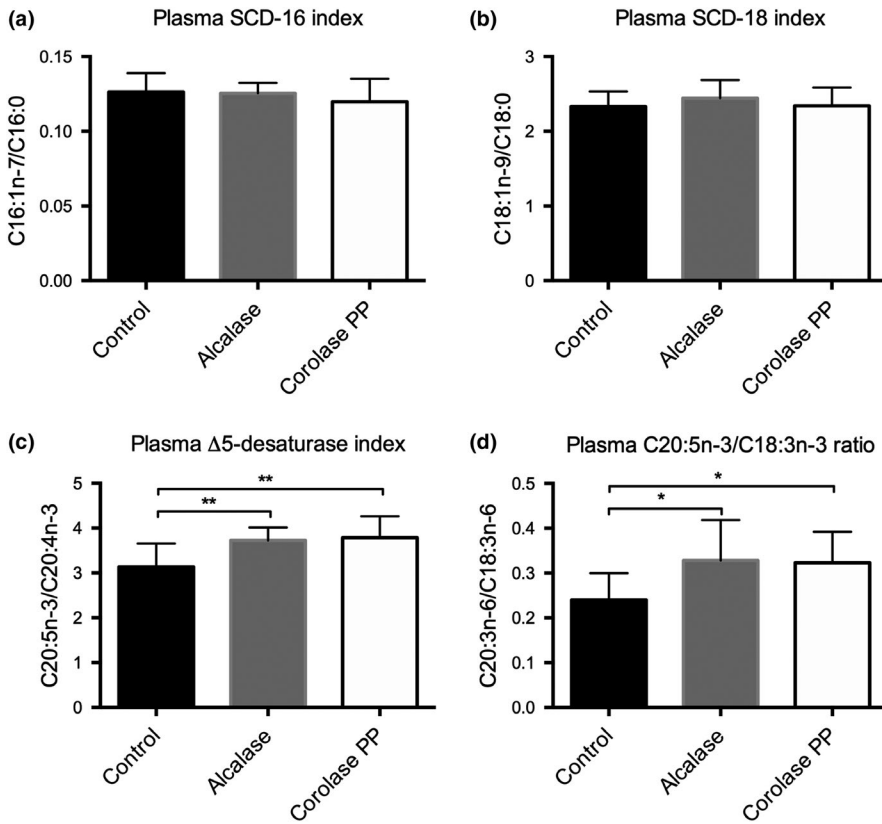 (a) Plasma SCD-16 index
C16:1n-7/C16:0
0.15
0.10
0.05
0.00
Control
Alcalase
Corolase PP
(b) Plasma SCD-18 index
C18:1n-9/C18:0
3
2
1
0
Control
Alcalase
Corolase PP
(c) Plasma Δ5-desaturase index
C20:5n-3/C20:4n-3
5
4
3
2
1
0
**
**
Control
Alcalase
Corolase PP
(d) Plasma C20:5n-3/C18:3n-3 ratio
C20:3n-6/C18:3n-6
0.5
0.4
0.3
0.2
0.1
0.0
*
*
Control
Alcalase
Corolase PP